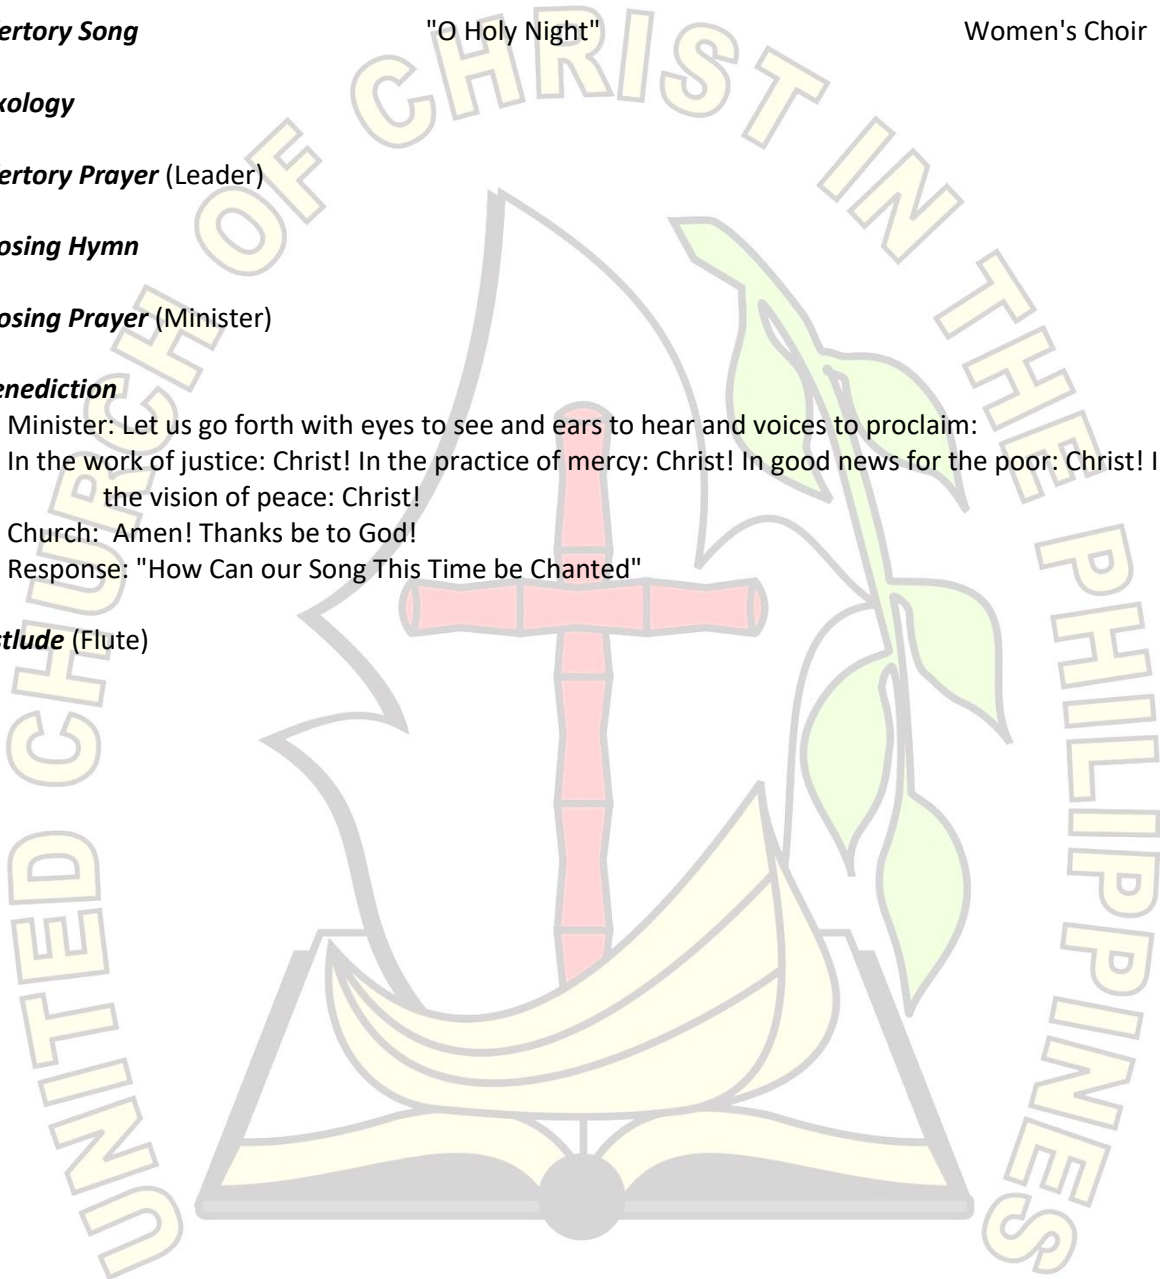 ertory Song "O Holy Night" Women's Choir
xology
ertory Prayer (Leader)
osing Hymn
osing Prayer (Minister)
enediction
Minister: Let us go forth with eyes to see and ears to hear and voices to proclaim:
In the work of justice: Christ! In the practice of mercy: Christ! In good news for the poor: Christ! I
the vision of peace: Christ!
Church: Amen! Thanks be to God!
Response: "How Can our Song This Time be Chanted"
stlude (Flute)
UNITED CHURCH OF CHRIST IN THE PHILIPPINES